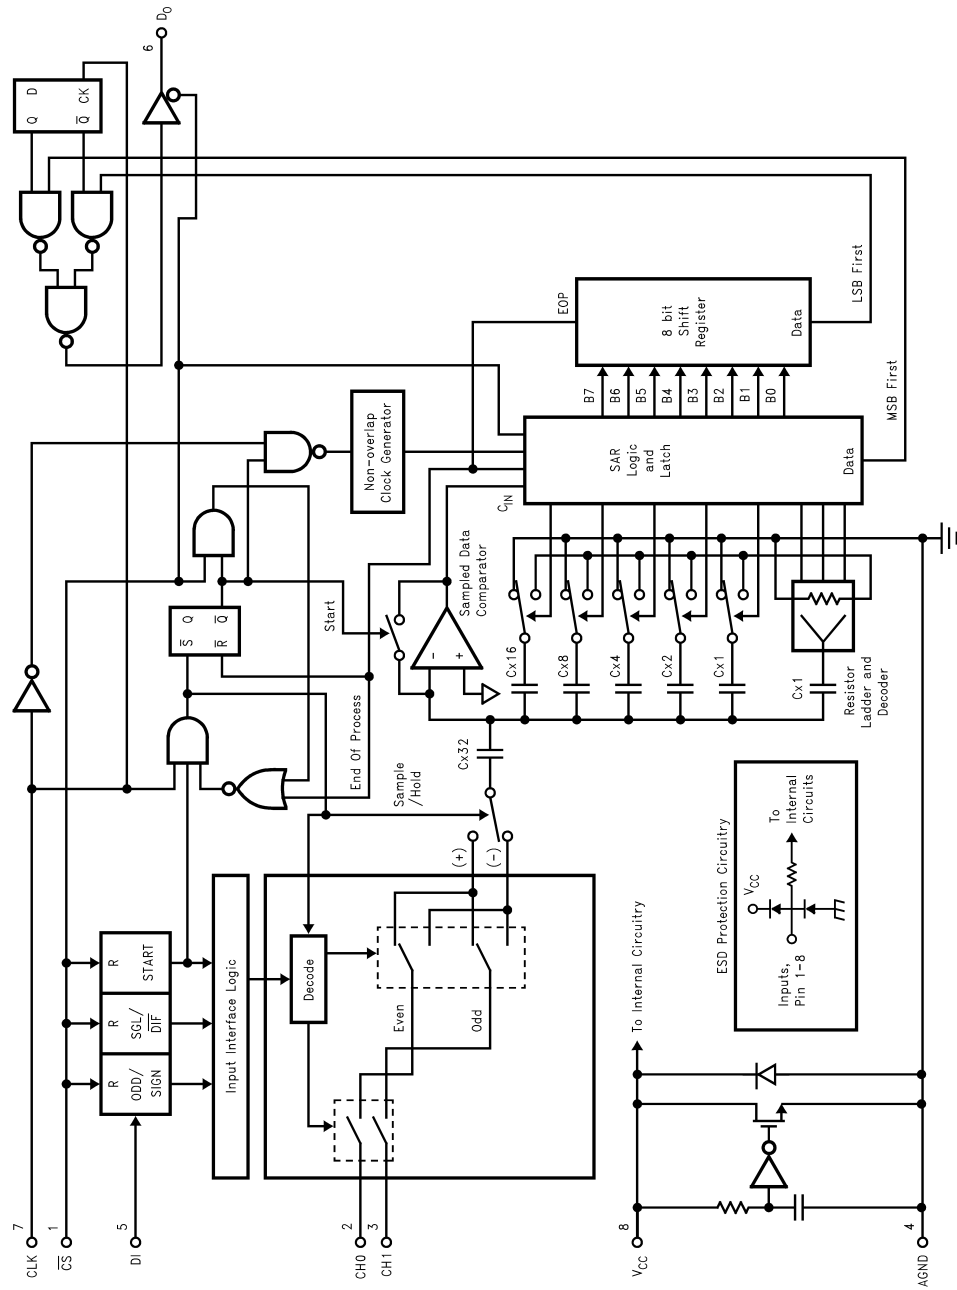 CLK
7
CS
1
DI
5
CH0
2
CH1
3
VCC
8
AGND
4
R
ODD/
SIGN
R
SGL/
DIF
R
START
Input Interface Logic
Decode
Even
Odd
(+)
(−)
Sample
/Hold
End Of Process
Start
S
Q
R
Q
Cx32
−
+
Sampled Data
Comparator
Non-overlap
Clock Generator
CIN
SAR
Logic
and
Latch
Data
B7
B6
B5
B4
B3
B2
B1
B0
EOP
8 bit
Shift
Register
Data
LSB First
MSB First
Q
D
Q
CK
6
DO
Cx16
Cx8
Cx4
Cx2
Cx1
Cx1
Resistor
Ladder and
Decoder
To Internal Circuitry
ESD Protection Circuitry
VCC
Inputs,
Pin 1–8
To
Internal
Circuits